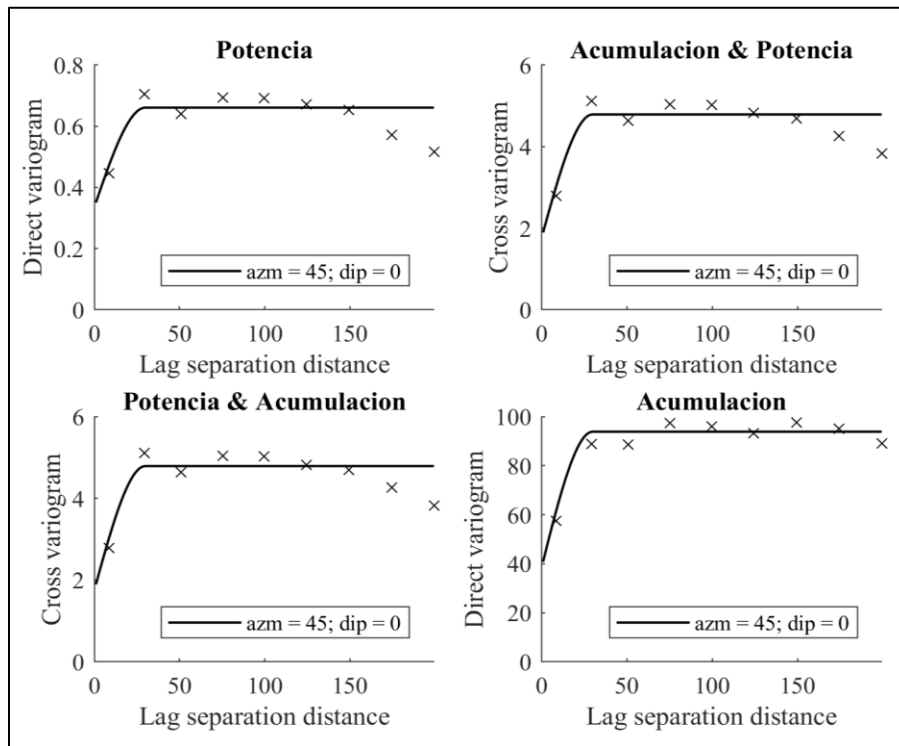 Potencia
0.8
0.6
0.4
0.2
0
Direct variogram
azm = 45; dip = 0
0 50 100 150
Lag separation distance
Acumulacion & Potencia
6
4
2
0
Cross variogram
azm = 45; dip = 0
0 50 100 150
Lag separation distance
Potencia & Acumulacion
6
4
2
0
Cross variogram
azm = 45; dip = 0
0 50 100 150
Lag separation distance
Acumulacion
100
80
60
40
20
0
Direct variogram
azm = 45; dip = 0
0 50 100 150
Lag separation distance